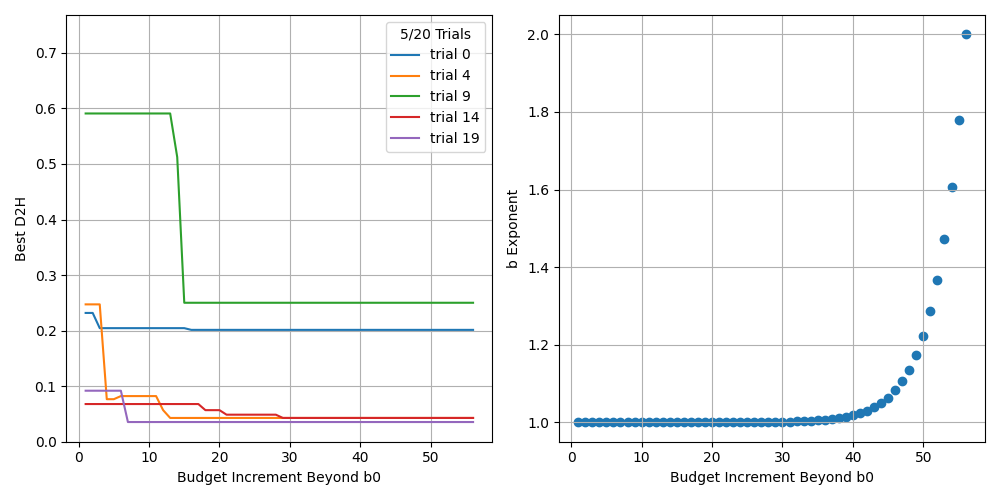 5/20 Trials
trial 0
trial 4
trial 9
trial 14
trial 19
Best D2H
0.7
0.6
0.5
0.4
0.3
0.2
0.1
0.0
0 10 20 30 40 50
Budget Increment Beyond b0
b Exponent
2.0
1.8
1.6
1.4
1.2
1.0
0 10 20 30 40 50
Budget Increment Beyond b0